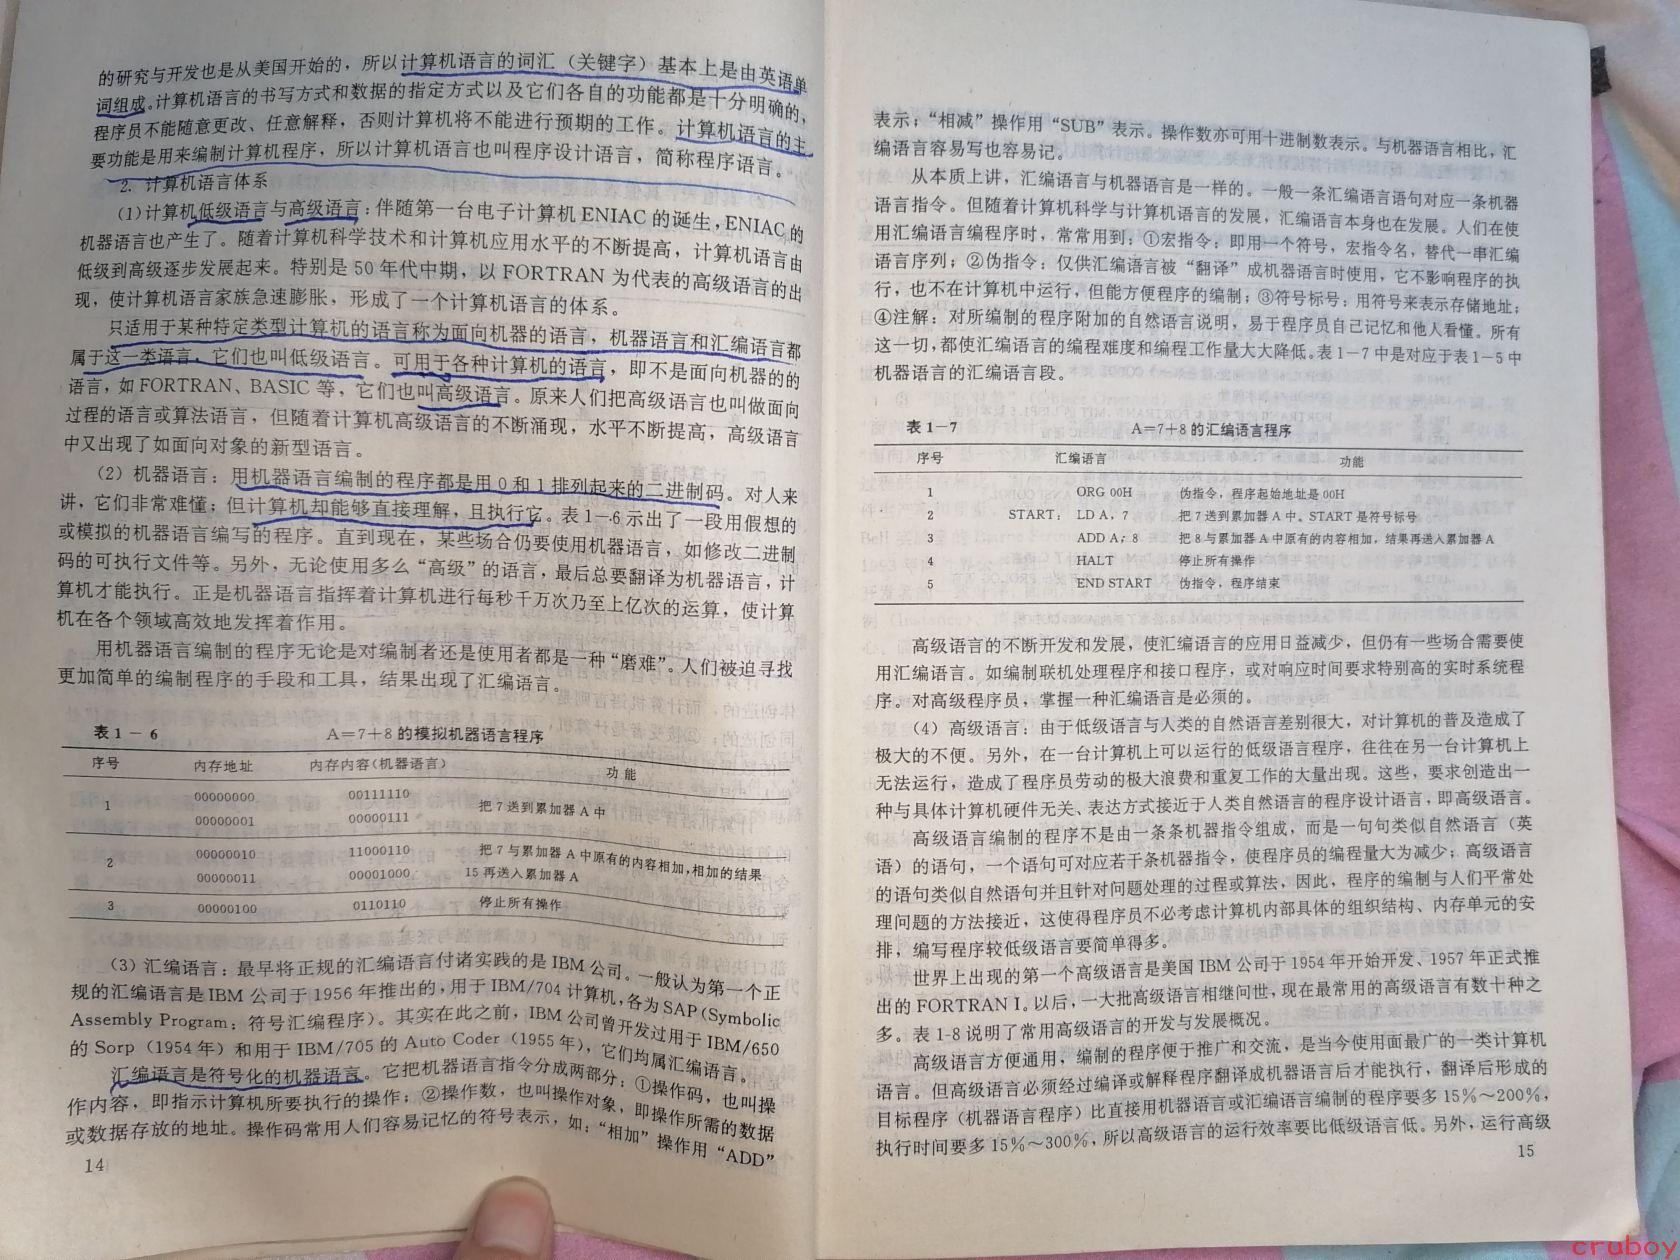 的研究与开发也是从美国开始的，所以计算机语言的词汇（关键字）基本上是由英语单
词组成。计算机语言的书写方式和数据的指定方式以及它们各自的功能都是十分明确的，
程序员不能随意更改、任意解释，否则计算机将不能进行预期的工作。计算机语言的主
要功能是用来编制计算机程序，所以计算机语言也叫程序设计语言，简称程序语言。
2. 计算机语言体系
(1)计算机低级语言与高级语言：伴随第一台电子计算机ENIAC的诞生，ENIAC的
机器语言也产生了。随着计算机科学技术和计算机应用水平的不断提高，计算机语言由
低级到高级逐步发展起来。特别是50年代中期，以FORTRAN为代表的高级语言的出
现，使计算机语言家族急速膨胀，形成了一个计算机语言的体系。
只适用于某种特定类型计算机的语言称为面向机器的语言，机器语言和汇编语言都
属于这一类语言，它们也叫低级语言。可用于各种计算机的语言，即不是面向机器的的
语言，如FORTRAN、BASIC等，它们也叫高级语言。原来人们把高级语言也叫做面向
过程的语言或算法语言，但随着计算机高级语言的不断涌现，水平不断提高，高级语言
中又出现了如面向对象的新型语言。
（2）机器语言：用机器语言编制的程序都是用0和1排列起来的二进制码。对人来
讲，它们非常难懂；但计算机却能够直接理解，且执行它。表1—6示出了一段用假想的
或模拟的机器语言编写的程序。直到现在，某些场合仍要使用机器语言，如修改二进制
码的可执行文件等。另外，无论使用多么“高级”的语言，最后总要翻译为机器语言，计
算机才能执行。正是机器语言指挥着计算机进行每秒千万次乃至上亿次的运算，使计算
机在各个领域高效地发挥着作用。
用机器语言编制的程序无论是对编制者还是使用者都是一种“磨难”。人们被迫寻找
更加简单的编制程序的手段和工具，结果出现了汇编语言。
表1－6 A=7+8的模拟机器语言程序
序号 内存地址 内存内容(机器语言) 功能
1 00000000 00111110 把7送到累加器A中
00000001 00000111
2 00000010 11000110 把7与累加器A中原有的内容相加,相加的结果
00000011 00001000 15再送入累加器A
3 00000100 0110110 停止所有操作
（3）汇编语言：最早将正规的汇编语言付诸实践的是IBM公司。一般认为第一个正
规的汇编语言是IBM公司于1956年推出的，用于IBM/704计算机，各为SAP(Symbolic
Assembly Program：符号汇编程序)。其实在此之前，IBM公司曾开发过用于IBM/650
的Sorp（1954年）和用于IBM/705的Auto Coder（1955年），它们均属汇编语言。
汇编语言是符号化的机器语言。它把机器语言指令分成两部分：①操作码，也叫操
作内容，即指示计算机所要执行的操作；②操作数，也叫操作对象，即操作所需的数据
或数据存放的地址。操作码常用人们容易记忆的符号表示，如：“相加”操作用“ADD”
14
表示；“相减”操作用“SUB”表示。操作数亦可用十进制数表示。与机器语言相比，汇
编语言容易写也容易记。
从本质上讲，汇编语言与机器语言是一样的。一般一条汇编语言语句对应一条机器
语言指令。但随着计算机科学与计算机语言的发展，汇编语言本身也在发展。人们在使
用汇编语言编程序时，常常用到：①宏指令：即用一个符号，宏指令名，替代一串汇编
语言序列；②伪指令：仅供汇编语言被“翻译”成机器语言时使用，它不影响程序的执
行，也不在计算机中运行，但能方便程序的编制；③符号标号：用符号来表示存储地址；
④注解：对所编制的程序附加的自然语言说明，易于程序员自己记忆和他人看懂。所有
这一切，都使汇编语言的编程难度和编程工作量大大降低。表1—7中是对应于表1—5中
机器语言的汇编语言段。
表1－7 A=7+8的汇编语言程序
序号 汇编语言 功能
1 ORG 00H 伪指令，程序起始地址是00H
2 START： LD A，7 把7送到累加器A中。START是符号标号
3 ADD A；8 把8与累加器A中原有的内容相加，结果再送入累加器A
4 HALT 停止所有操作
5 END START 伪指令，程序结束
高级语言的不断开发和发展，使汇编语言的应用日益减少，但仍有一些场合需要使
用汇编语言。如编制联机处理程序和接口程序，或对响应时间要求特别高的实时系统程
序。对高级程序员，掌握一种汇编语言是必须的。
（4）高级语言：由于低级语言与人类的自然语言差别很大，对计算机的普及造成了
极大的不便。另外，在一台计算机上可以运行的低级语言程序，往往在另一台计算机上
无法运行，造成了程序员劳动的极大浪费和重复工作的大量出现。这些，要求创造出一
种与具体计算机硬件无关、表达方式接近于人类自然语言的程序设计语言，即高级语言。
高级语言编制的程序不是由一条条机器指令组成，而是一句句类似自然语言（英
语）的语句，一个语句可对应若干条机器指令，使程序员的编程量大为减少；高级语言
的语句类似自然语句并且针对问题处理的过程或算法，因此，程序的编制与人们平常处
理问题的方法接近，这使得程序员不必考虑计算机内部具体的组织结构、内存单元的安
排，编写程序较低级语言要简单得多。
世界上出现的第一个高级语言是美国IBM公司于1954年开始开发、1957年正式推
出的FORTRAN I。以后，一大批高级语言相继问世，现在最常用的高级语言有数十种之
多。表1-8说明了常用高级语言的开发与发展概况。
高级语言方便通用，编制的程序便于推广和交流，是当今使用面最广的一类计算机
语言。但高级语言必须经过编译或解释程序翻译成机器语言后才能执行，翻译后形成的
目标程序（机器语言程序）比直接用机器语言或汇编语言编制的程序要多15%～200%，
执行时间要多15%～300%，所以高级语言的运行效率要比低级语言低。另外，运行高级
15
cruboy